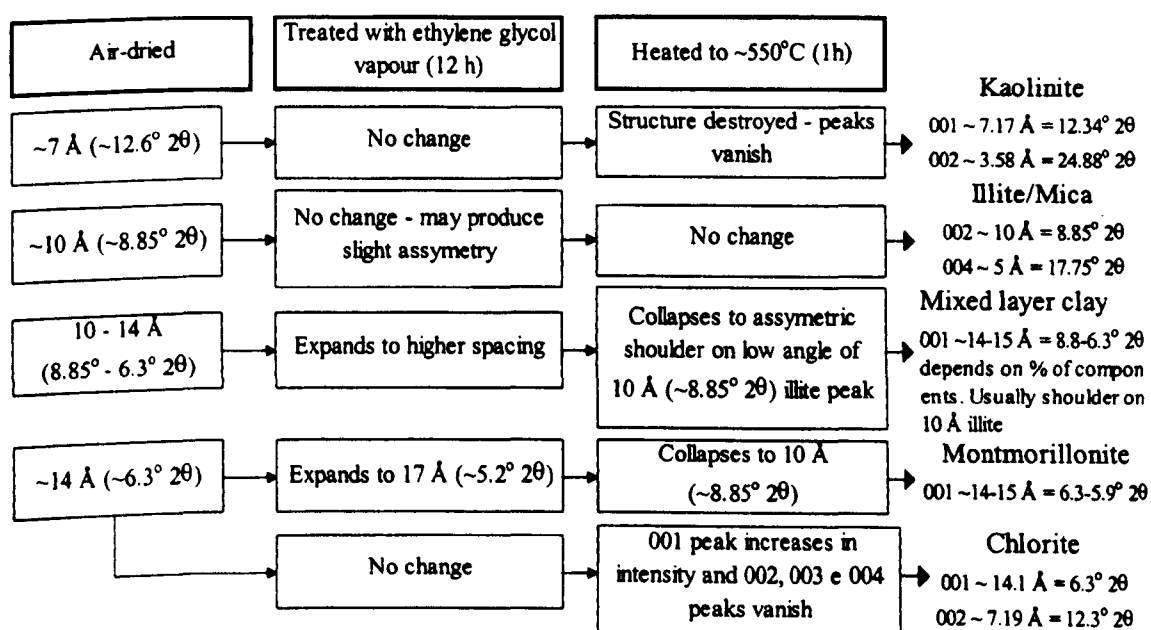 Air-dried
Treated with ethylene glycol
vapour (12 h)
Heated to ~550°C (1h)
~7 Å (~12.6° 2θ)
No change
Structure destroyed - peaks
vanish
Kaolinite
001 ~ 7.17 Å = 12.34° 2θ
002 ~ 3.58 Å = 24.88° 2θ
~10 Å (~8.85° 2θ)
No change - may produce
slight assymetry
No change
Illite/Mica
002 ~ 10 Å = 8.85° 2θ
004 ~ 5 Å = 17.75° 2θ
10 - 14 Å
(8.85° - 6.3° 2θ)
Expands to higher spacing
Collapses to assymetric
shoulder on low angle of
10 Å (~8.85° 2θ) illite peak
Mixed layer clay
001 ~14-15 Å = 8.8-6.3° 2θ
depends on % of compon
ents. Usually shoulder on
10 Å illite
~14 Å (~6.3° 2θ)
Expands to 17 Å (~5.2° 2θ)
Collapses to 10 Å
(~8.85° 2θ)
Montmorillonite
001 ~14-15 Å = 6.3-5.9° 2θ
No change
001 peak increases in
intensity and 002, 003 e 004
peaks vanish
Chlorite
001 ~ 14.1 Å = 6.3° 2θ
002 ~ 7.19 Å = 12.3° 2θ